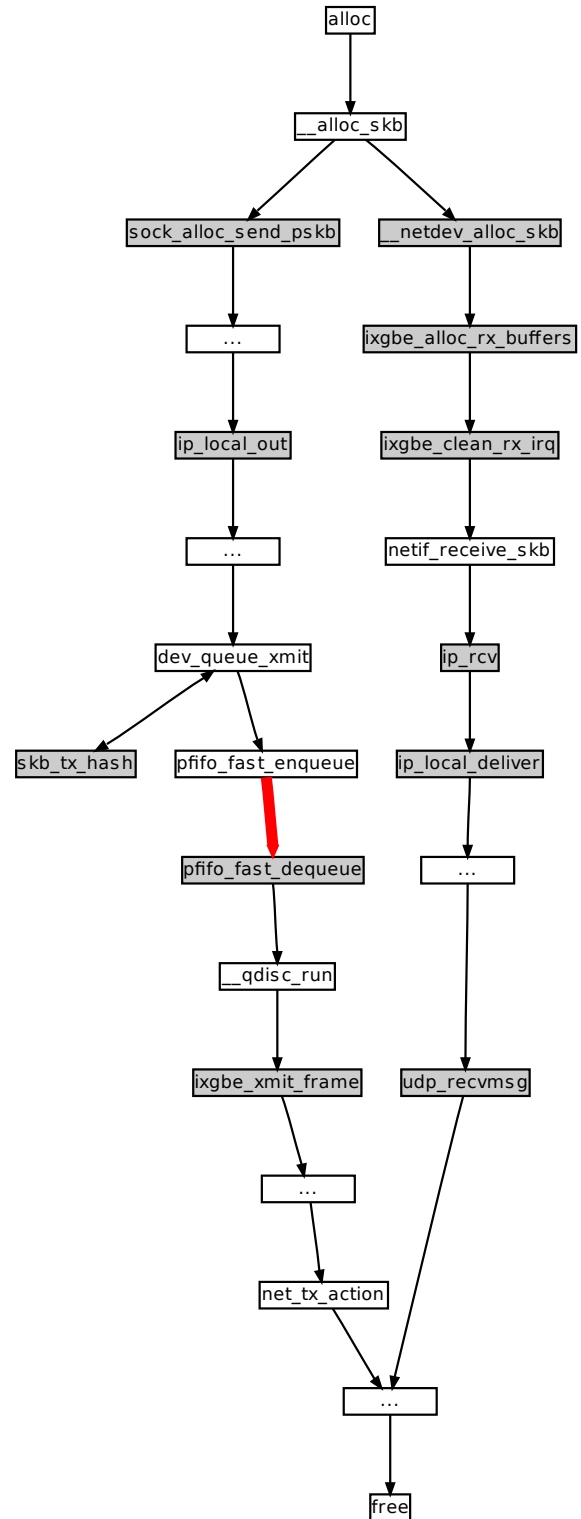 alloc
__alloc_skb
sock_alloc_send_pskb
__netdev_alloc_skb
...
ixgbe_alloc_rx_buffers
ip_local_out
ixgbe_clean_rx_irq
...
netif_receive_skb
dev_queue_xmit
ip_rcv
skb_tx_hash
pfifo_fast_enqueue
ip_local_deliver
pfifo_fast_dequeue
...
__qdisc_run
ixgbe_xmit_frame
udp_recvmsg
...
net_tx_action
...
free